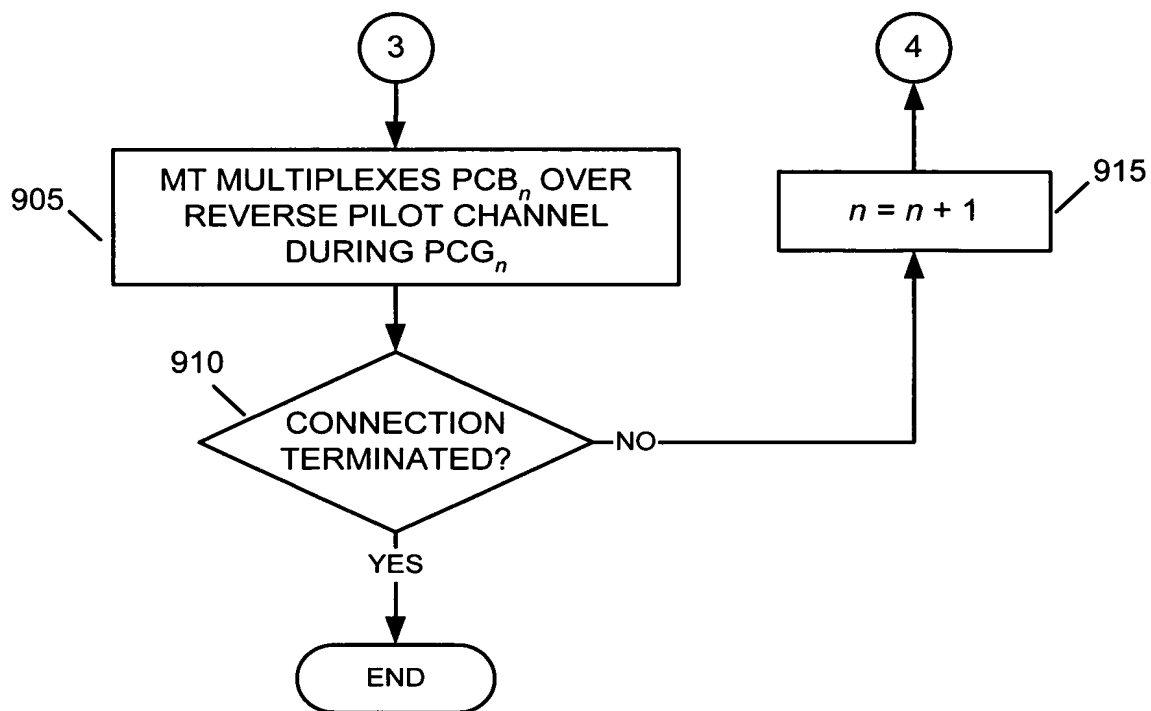 3
4
905
MT MULTIPLEXES PCBn OVER
REVERSE PILOT CHANNEL
DURING PCGn
n = n + 1
915
910
CONNECTION
TERMINATED?
NO
YES
END